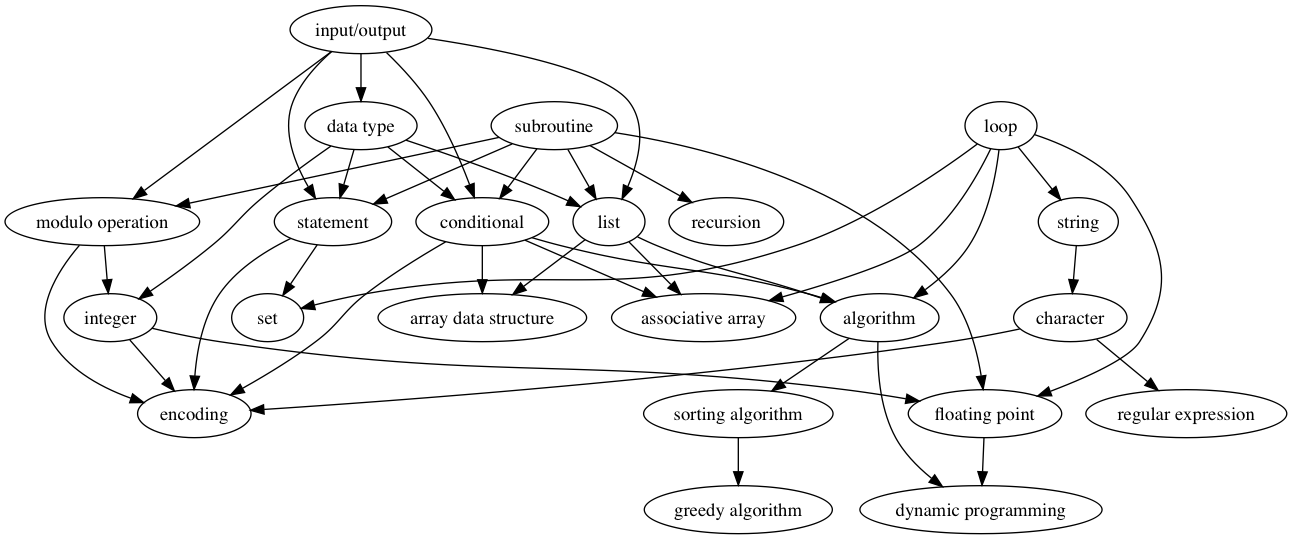 input/output
data type
subroutine
loop
modulo operation
statement
conditional
list
recursion
string
integer
set
array data structure
associative array
algorithm
character
encoding
sorting algorithm
floating point
regular expression
greedy algorithm
dynamic programming